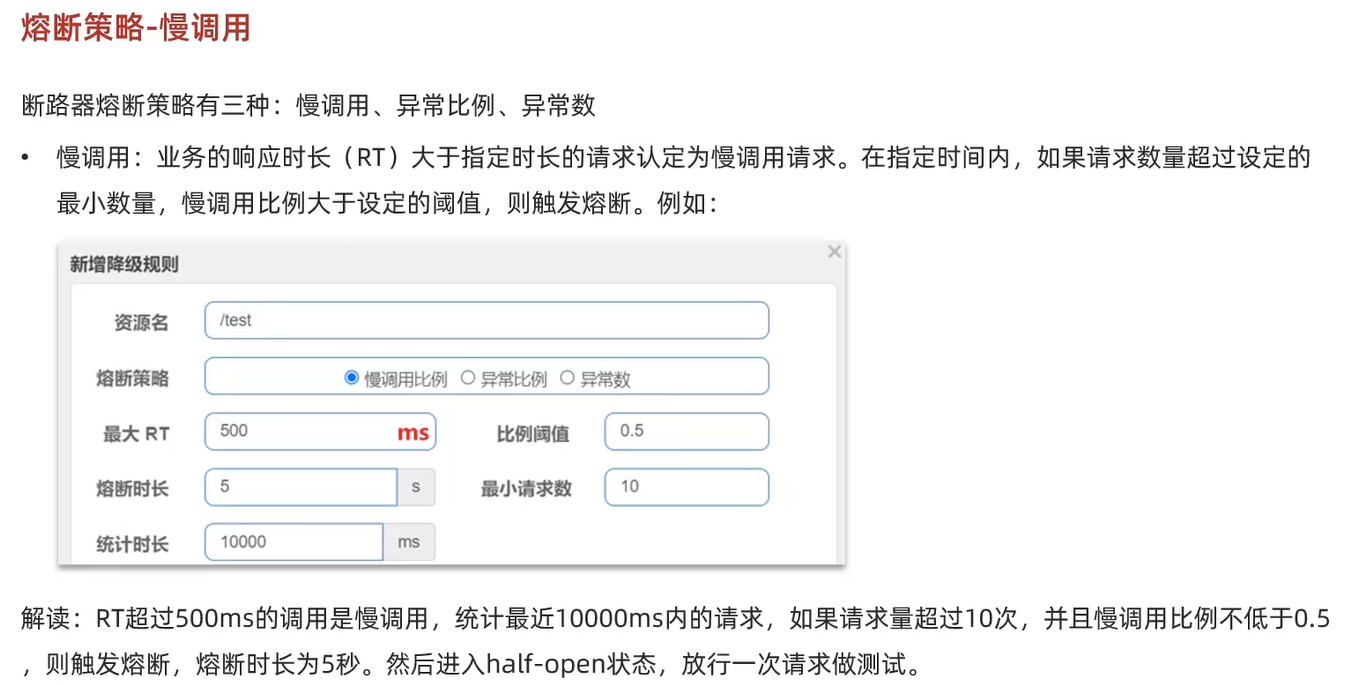 熔断策略-慢调用
断路器熔断策略有三种：慢调用、异常比例、异常数
• 慢调用：业务的响应时长（RT）大于指定时长的请求认定为慢调用请求。在指定时间内，如果请求数量超过设定的
最小数量，慢调用比例大于设定的阈值，则触发熔断。例如：
新增降级规则
资源名 /test
熔断策略 慢调用比例 异常比例 异常数
最大 RT 500 ms 比例阈值 0.5
熔断时长 5 s 最小请求数 10
统计时长 10000 ms
解读：RT超过500ms的调用是慢调用，统计最近10000ms内的请求，如果请求量超过10次，并且慢调用比例不低于0.5
，则触发熔断，熔断时长为5秒。然后进入half-open状态，放行一次请求做测试。